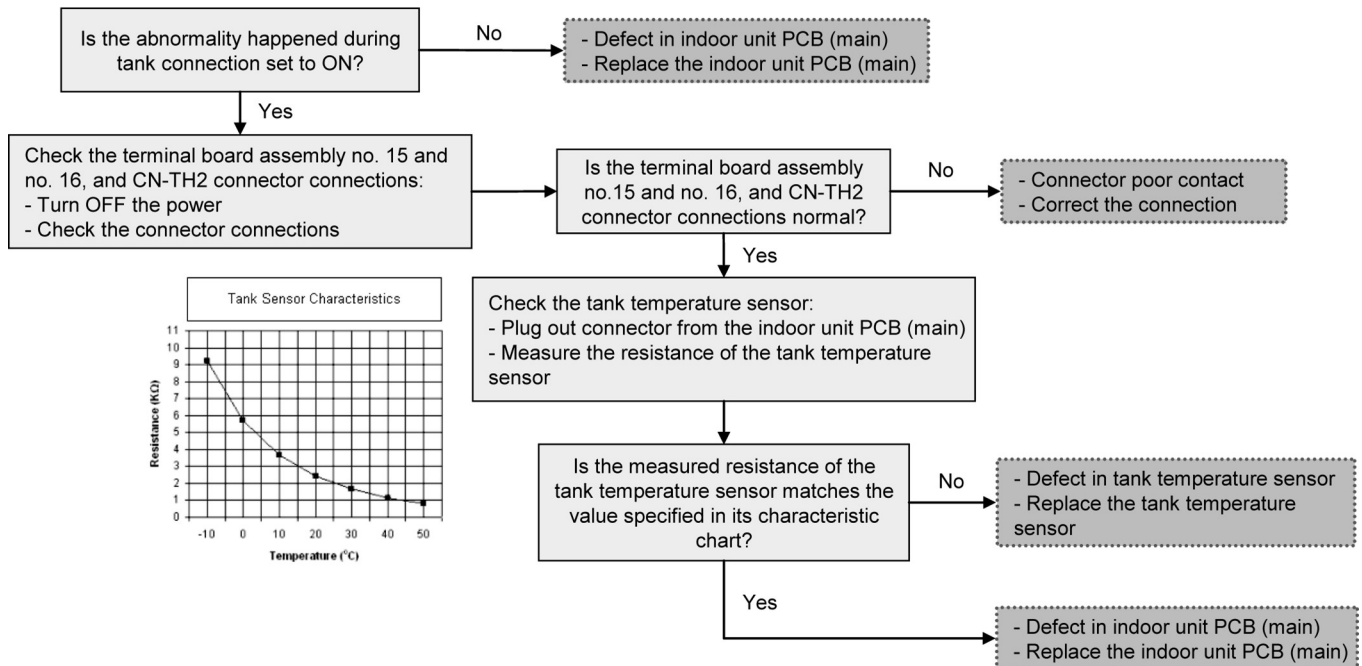 Is the abnormality happened during
tank connection set to ON?
No
- Defect in indoor unit PCB (main)
- Replace the indoor unit PCB (main)
Yes
Check the terminal board assembly no. 15 and
no. 16, and CN-TH2 connector connections:
- Turn OFF the power
- Check the connector connections
Is the terminal board assembly
no.15 and no. 16, and CN-TH2
connector connections normal?
No
- Connector poor contact
- Correct the connection
Yes
Check the tank temperature sensor:
- Plug out connector from the indoor unit PCB (main)
- Measure the resistance of the tank temperature
sensor
Tank Sensor Characteristics
Resistance (KΩ)
11
10
9
8
7
6
5
4
3
2
1
0
-10 0 10 20 30 40 50
Temperature (°C)
Is the measured resistance of the
tank temperature sensor matches the
value specified in its characteristic
chart?
No
- Defect in tank temperature sensor
- Replace the tank temperature
sensor
Yes
- Defect in indoor unit PCB (main)
- Replace the indoor unit PCB (main)